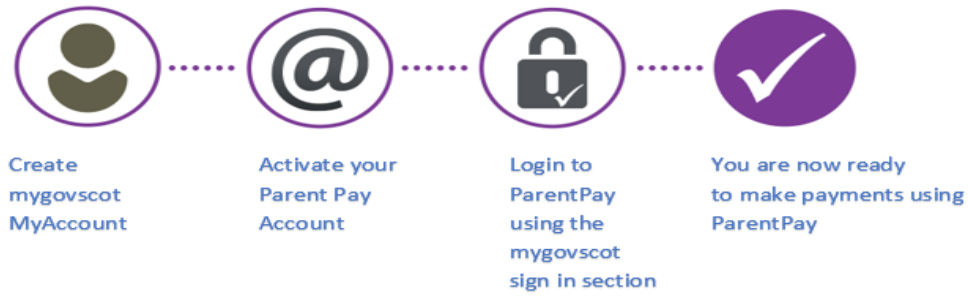 Create
mygovscot
MyAccount
Activate your
Parent Pay
Account
Login to
ParentPay
using the
mygovscot
sign in section
You are now ready
to make payments using
ParentPay